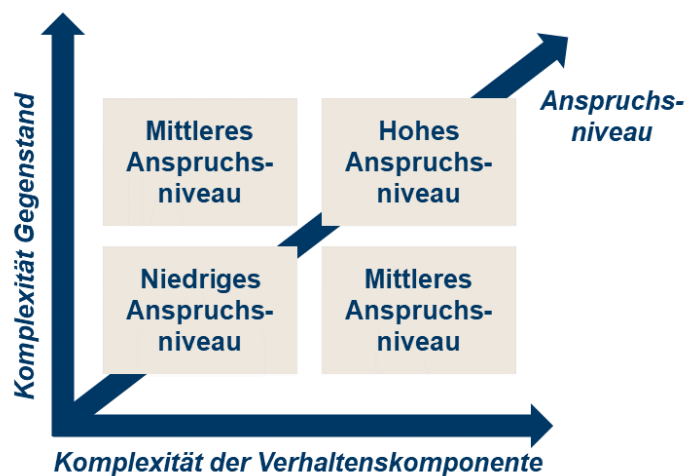 Komplexität Gegenstand
Mittleres
Anspruchs-
niveau
Hohes
Anspruchs-
niveau
Anspruchs-
niveau
Niedriges
Anspruchs-
niveau
Mittleres
Anspruchs-
niveau
Komplexität der Verhaltenskomponente